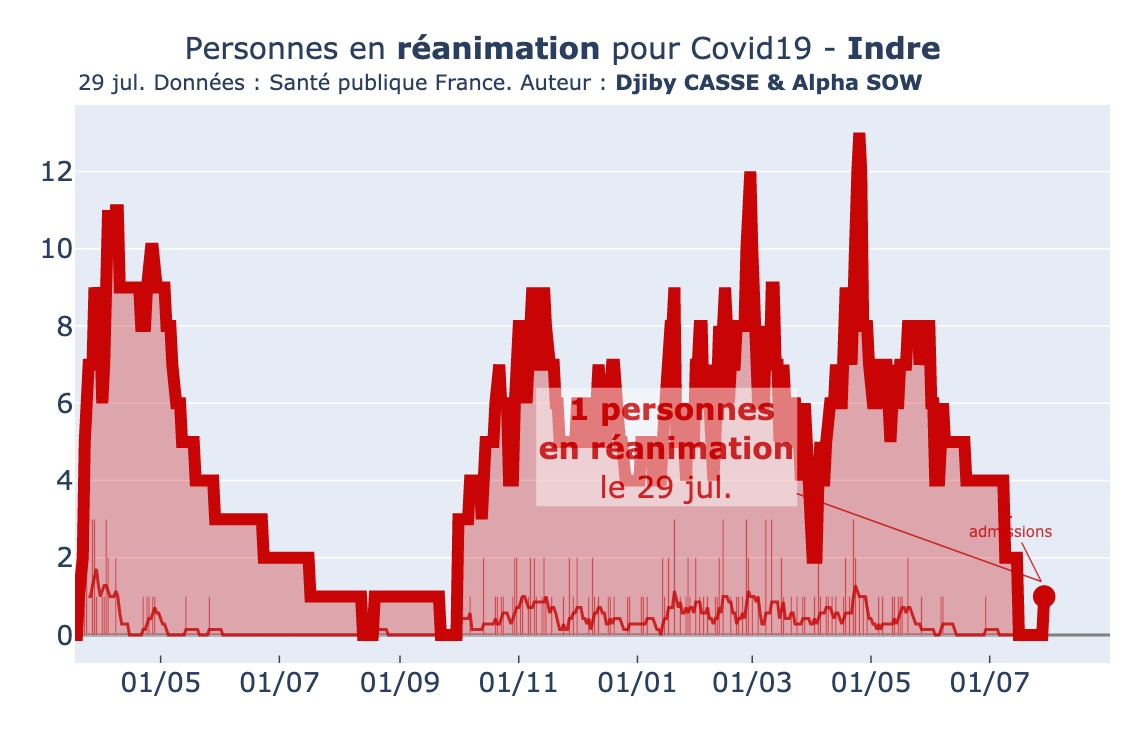 Personnes en réanimation pour Covid19 - Indre
29 jul. Données : Santé publique France. Auteur : Djiby CASSE & Alpha SOW
12
10
8
6
4
2
0
1 personnes
en réanimation
le 29 jul.
admissions
01/05 01/07 01/09 01/11 01/01 01/03 01/05 01/07